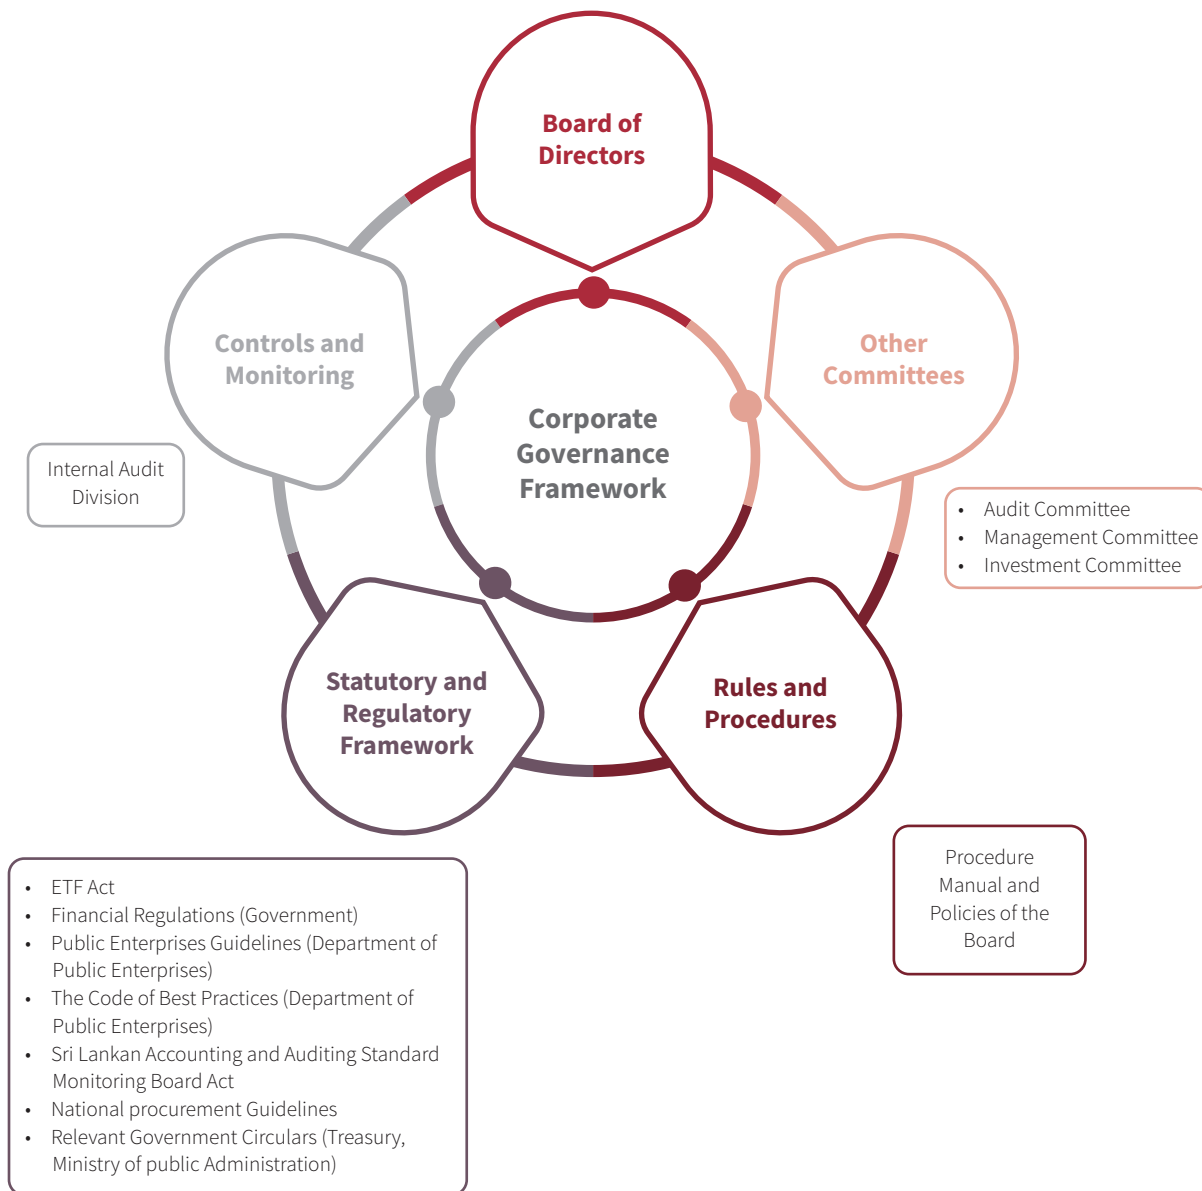 Board of
Directors
Controls and
Monitoring
Other
Committees
Corporate
Governance
Framework
Internal Audit
Division
• Audit Committee
• Management Committee
• Investment Committee
Statutory and
Regulatory
Framework
Rules and
Procedures
Procedure
Manual and
Policies of the
Board
• ETF Act
• Financial Regulations (Government)
• Public Enterprises Guidelines (Department of
Public Enterprises)
• The Code of Best Practices (Department of
Public Enterprises)
• Sri Lankan Accounting and Auditing Standard
Monitoring Board Act
• National procurement Guidelines
• Relevant Government Circulars (Treasury,
Ministry of public Administration)